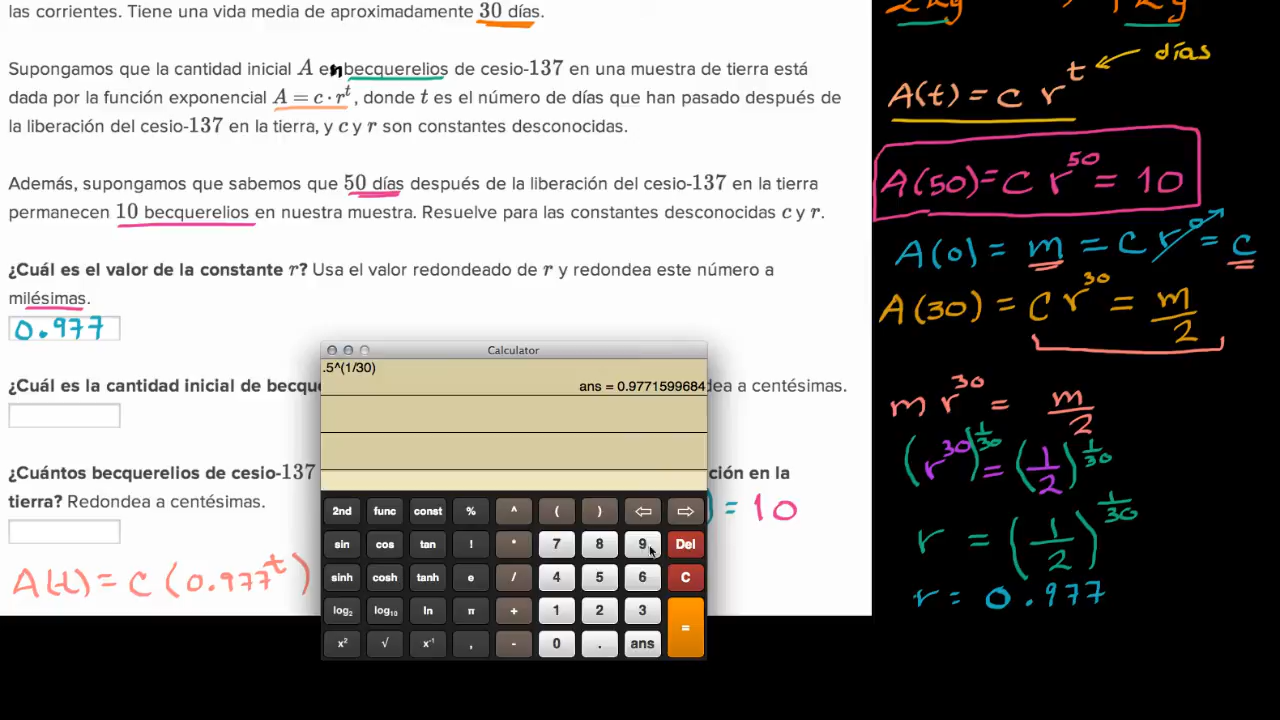 las corrientes. Tiene una vida media de aproximadamente 30 días.
Supongamos que la cantidad inicial A en becquerelios de cesio-137 en una muestra de tierra está
dada por la función exponencial A = c · r^t, donde t es el número de días que han pasado después de
la liberación del cesio-137 en la tierra, y c y r son constantes desconocidas.
Además, supongamos que sabemos que 50 días después de la liberación del cesio-137 en la tierra
permanecen 10 becquerelios en nuestra muestra. Resuelve para las constantes desconocidas c y r.
¿Cuál es el valor de la constante r? Usa el valor redondeado de r y redondea este número a
milésimas.
0.977
¿Cuál es la cantidad inicial de becque
dea a centésimas.
¿Cuántos becquerelios de cesio-137
ción en la
tierra? Redondea a centésimas.
) = 10
A(t) = c (0.977^t)
Calculator
.5^(1/30)
ans = 0.9771599684
2nd func const % ^ ( ) ⇦ ⇨
sin cos tan ! * 7 8 9 Del
sinh cosh tanh e / 4 5 6 C
log₂ log₁₀ ln π + 1 2 3 =
x² √ x⁻¹ , - 0 . ans
días
A(t) = c r^t
A(50) = c r^50 = 10
A(0) = m = c r^0 = c
A(30) = c r^30 = m/2
m r^30 = m/2
(r^30)^1/30 = (1/2)^1/30
r = (1/2)^1/30
r = 0.977